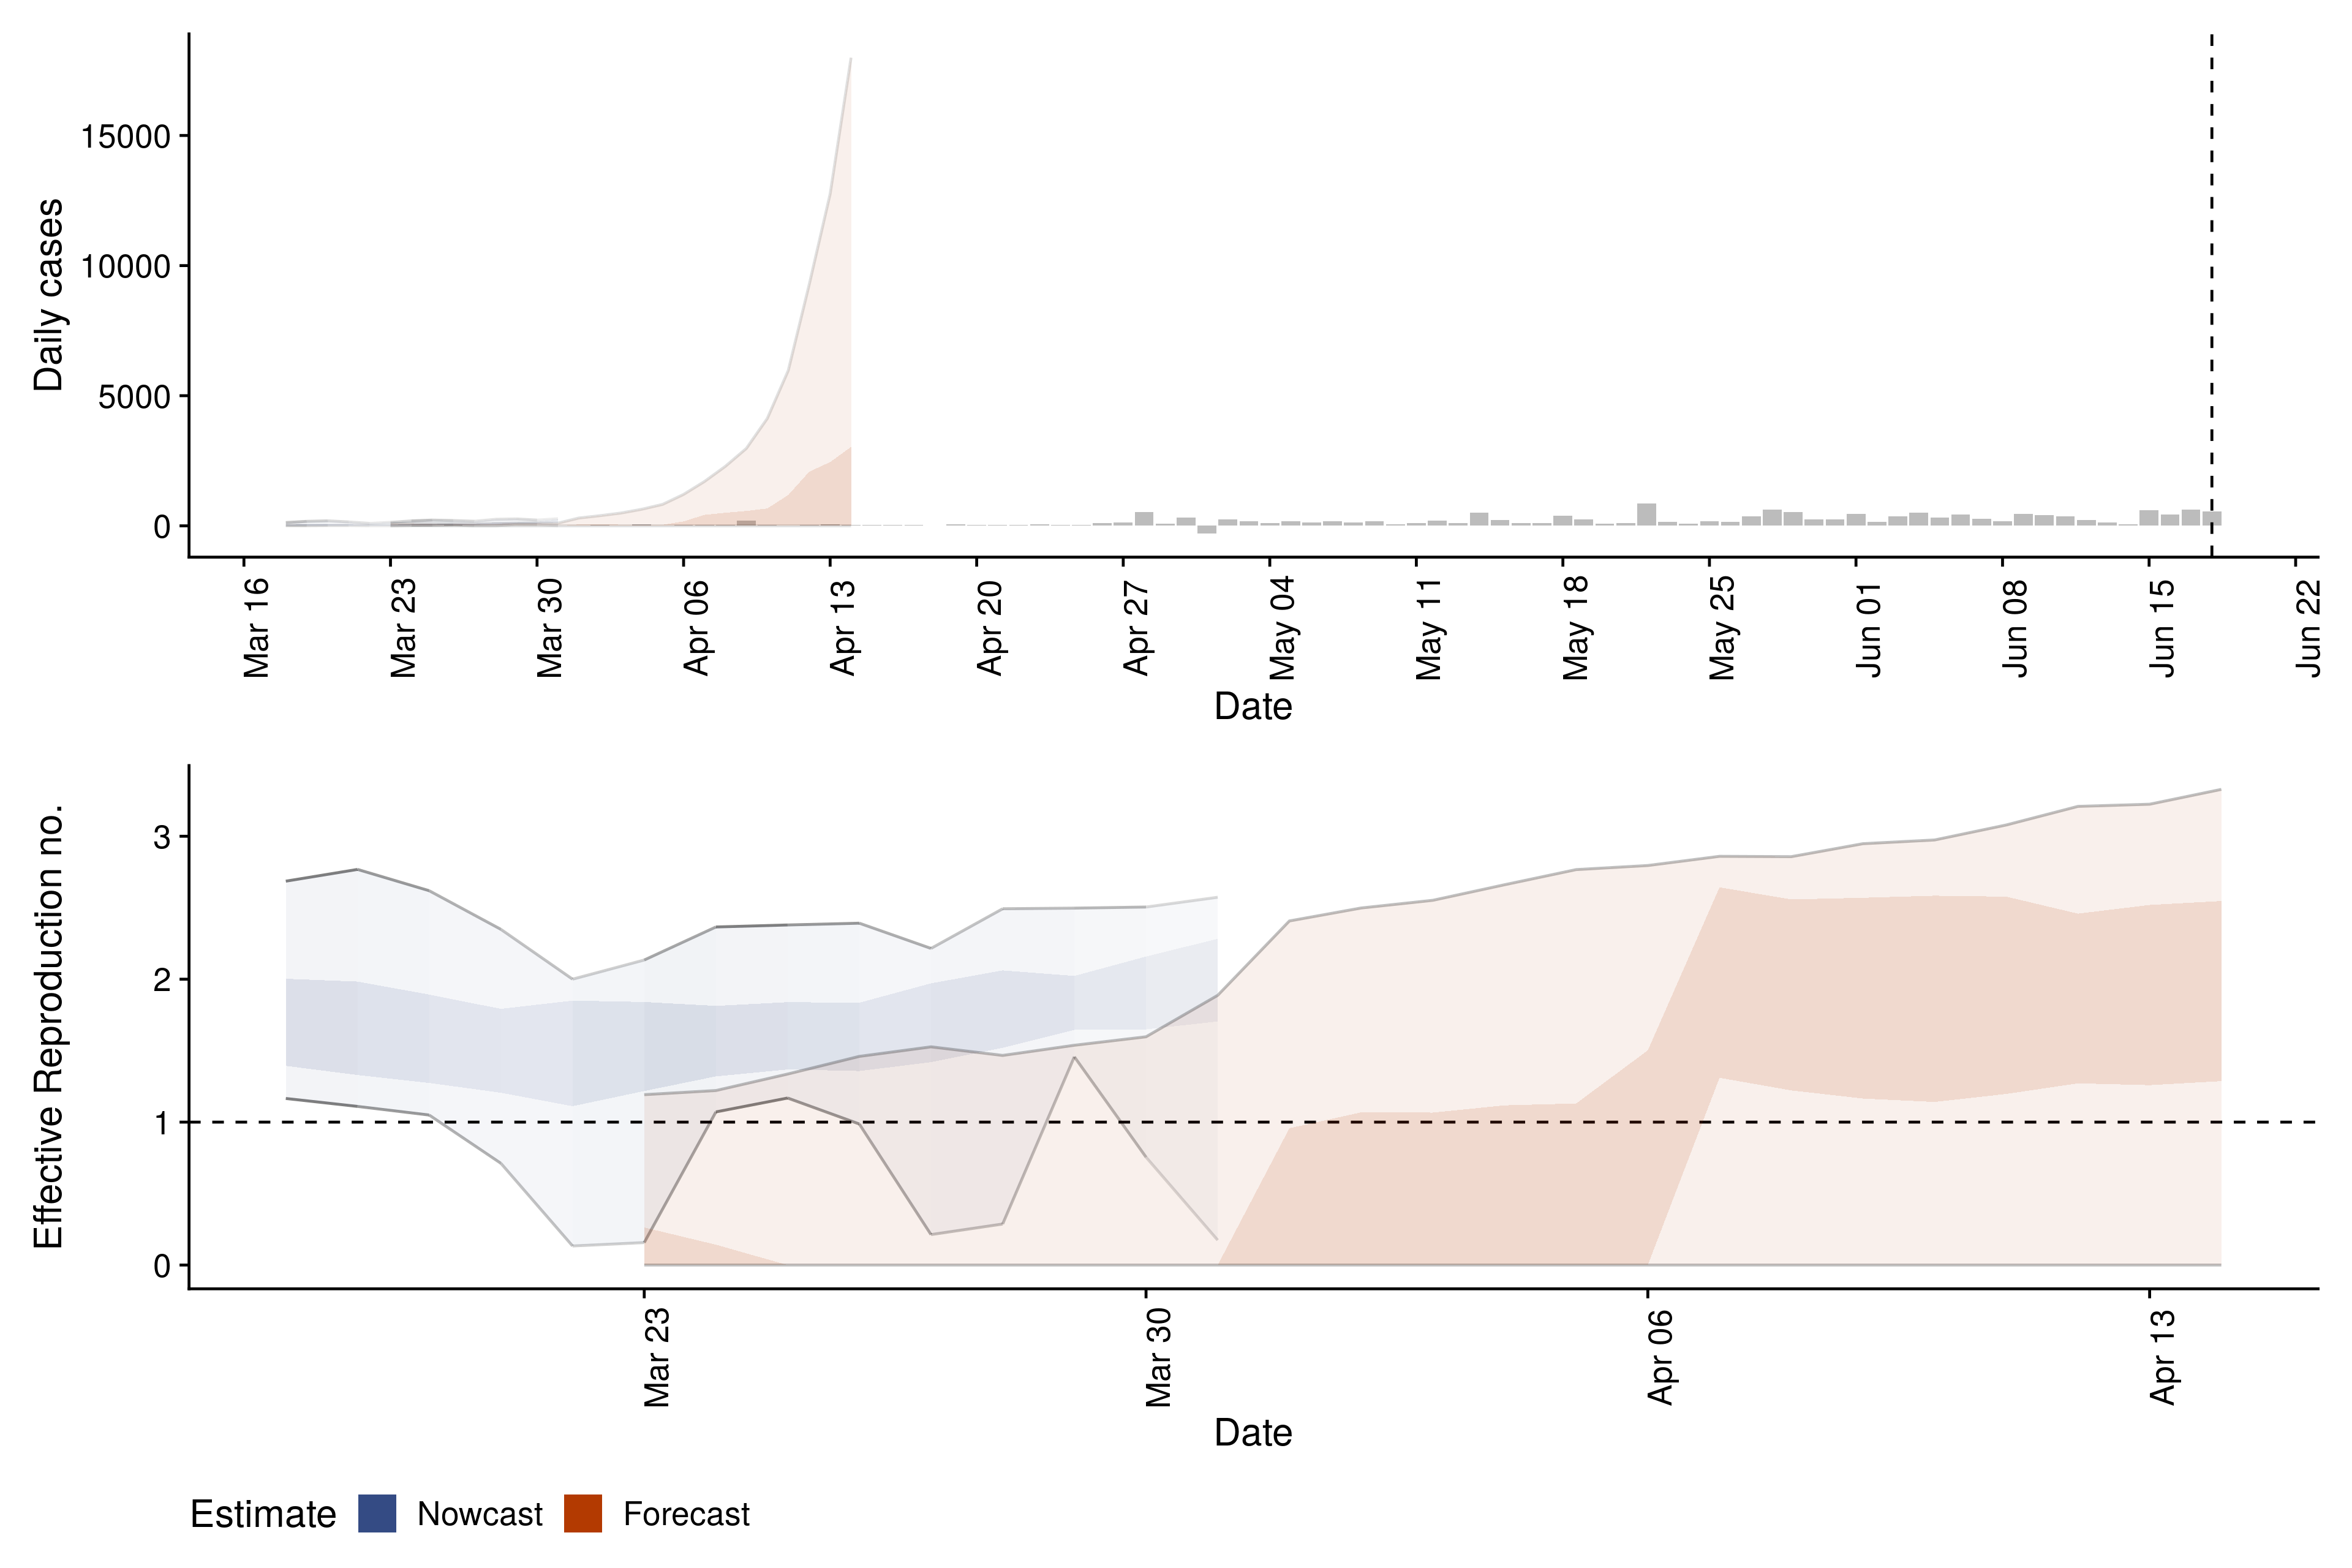 Daily cases
15000
10000
5000
0
Mar 16
Mar 23
Mar 30
Apr 06
Apr 13
Apr 20
Apr 27
May 04
May 11
May 18
May 25
Jun 01
Jun 08
Jun 15
Jun 22
Date
Effective Reproduction no.
3
2
1
0
Mar 23
Mar 30
Apr 06
Apr 13
Date
Estimate Nowcast Forecast